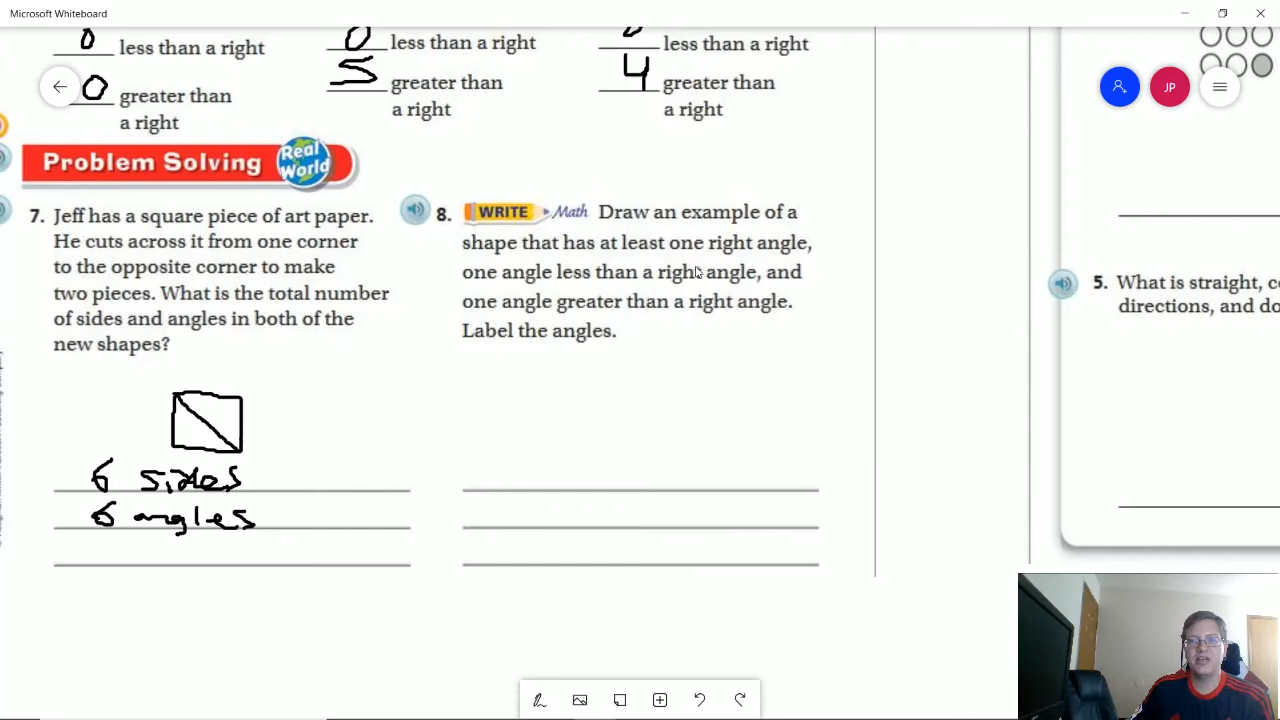 Microsoft Whiteboard
0 less than a right
0 less than a right
less than a right
0 greater than
a right
5 greater than
a right
4 greater than
a right
JP
Problem Solving
Real
World
7. Jeff has a square piece of art paper.
He cuts across it from one corner
to the opposite corner to make
two pieces. What is the total number
of sides and angles in both of the
new shapes?
6 sides
6 angles
8. WRITE Math Draw an example of a
shape that has at least one right angle,
one angle less than a right angle, and
one angle greater than a right angle.
Label the angles.
5. What is straight, c
directions, and do